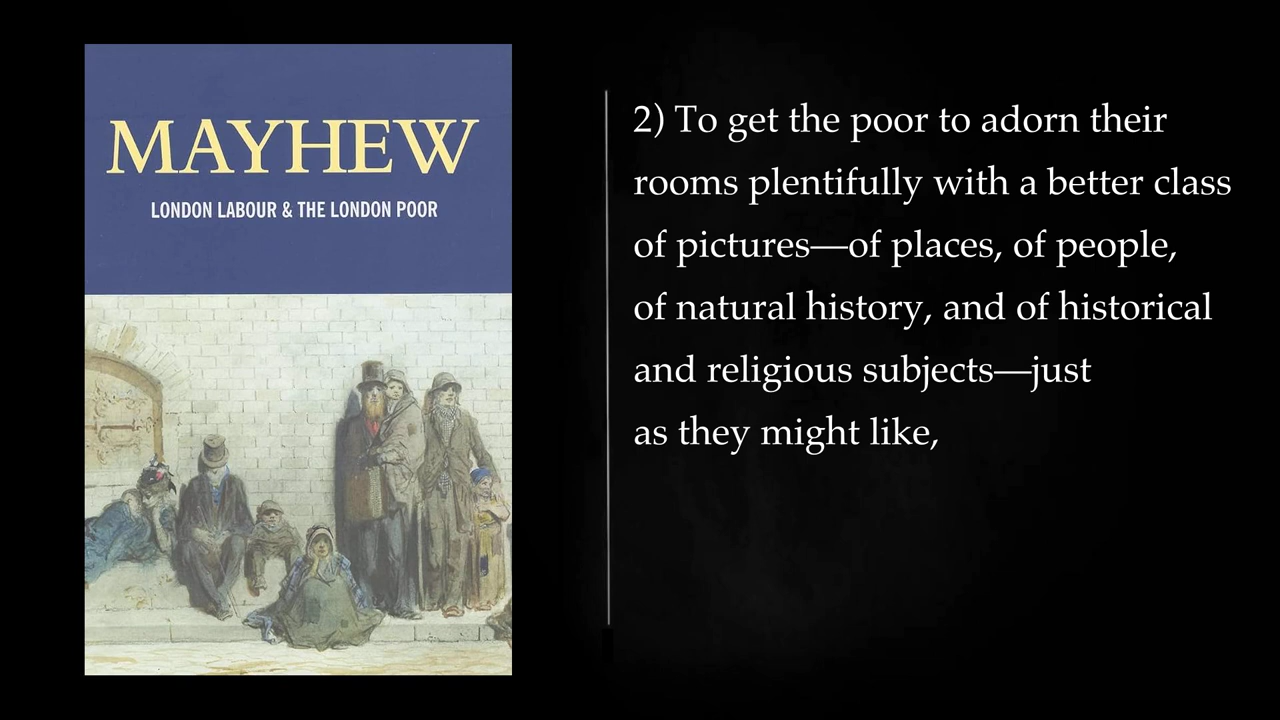 MAYHEW
LONDON LABOUR & THE LONDON POOR
2) To get the poor to adorn their
rooms plentifully with a better class
of pictures—of places, of people,
of natural history, and of historical
and religious subjects—just
as they might like,